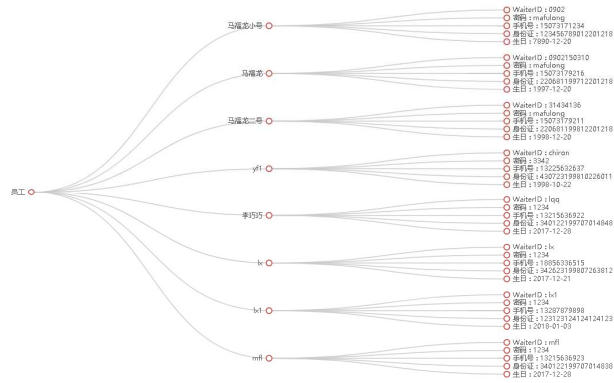 员工
马福龙小号
WaiterID : 0902
密码 : mafulong
手机号 : 15073171234
身份证 : 123456789012201218
生日 : 7890-12-20
马福龙
WaiterID : 0902150310
密码 : mafulong
手机号 : 15073179216
身份证 : 220681199712201218
生日 : 1997-12-20
马福龙二号
WaiterID : 31434136
密码 : mafulong
手机号 : 15073179211
身份证 : 220681199812201218
生日 : 1998-12-20
yf1
WaiterID : chiron
密码 : 3342
手机号 : 13225632637
身份证 : 430723199810226011
生日 : 1998-10-22
李巧巧
WaiterID : lqq
密码 : 1234
手机号 : 13215636922
身份证 : 340122199707014848
生日 : 2017-12-28
lx
WaiterID : lx
密码 : 1234
手机号 : 18856336515
身份证 : 342623199807263812
生日 : 2017-12-21
lx1
WaiterID : lx1
密码 : 1234
手机号 : 13287879898
身份证 : 123123124124124123
生日 : 2018-01-03
mfl
WaiterID : mfl
密码 : 1234
手机号 : 13215636923
身份证 : 340122199707014838
生日 : 2017-12-28